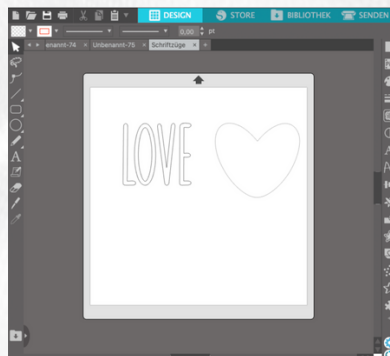 DESIGN STORE BIBLIOTHEK SENDEN
0,00 pt
enannt-74 × Unbenannt-76 × Schriftzüge ×
LOVE